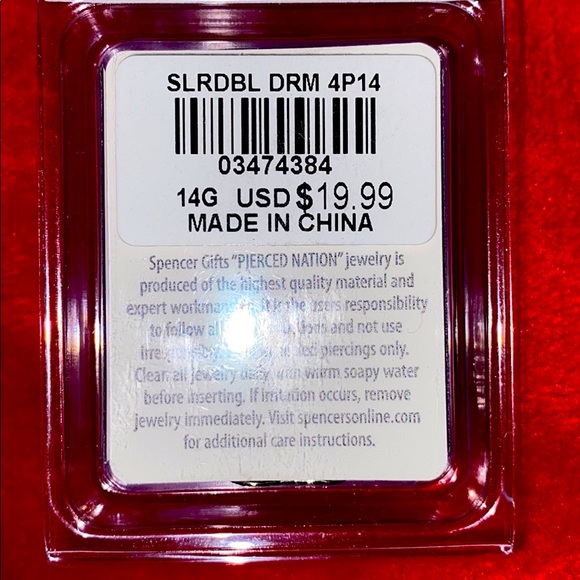 SLRDBL DRM 4P14
03474384
14G USD $19.99
MADE IN CHINA
Spencer Gifts "PIERCED NATION" jewelry is
produced of the highest quality material and
expert It is the users responsibility
to follow all and not use
piercings only.
Clean all jewelry daily with warm soapy water
before inserting. If irritation occurs, remove
jewelry immediately. Visit spencersonline.com
for additional care instructions.